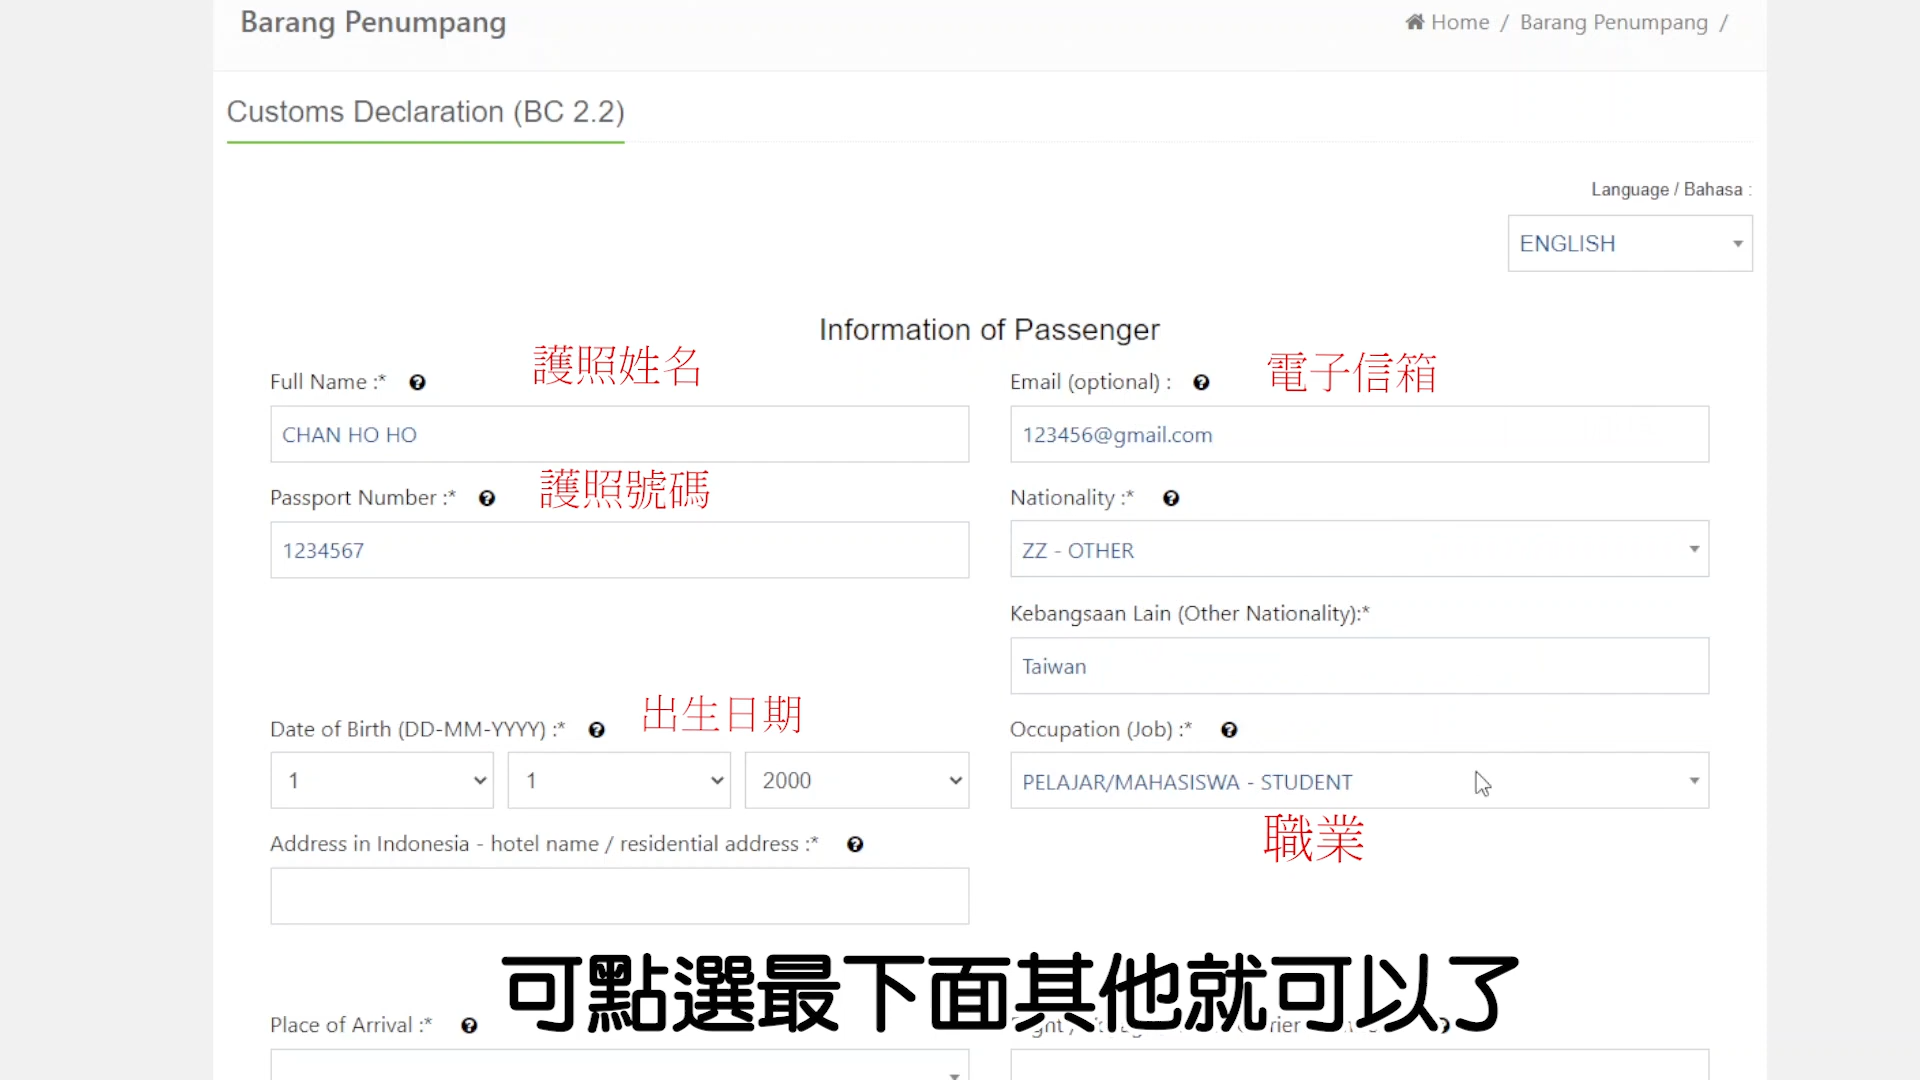 Barang Penumpang
Home / Barang Penumpang /
Customs Declaration (BC 2.2)
Language / Bahasa :
ENGLISH
Information of Passenger
Full Name :*
護照姓名
Email (optional) :
電子信箱
CHAN HO HO
123456@gmail.com
Passport Number :*
護照號碼
Nationality :*
1234567
ZZ - OTHER
Kebangsaan Lain (Other Nationality):*
Taiwan
Date of Birth (DD-MM-YYYY) :*
出生日期
Occupation (Job) :*
1
1
2000
PELAJAR/MAHASISWA - STUDENT
職業
Address in Indonesia - hotel name / residential address :*
可點選最下面其他就可以了
Place of Arrival :*